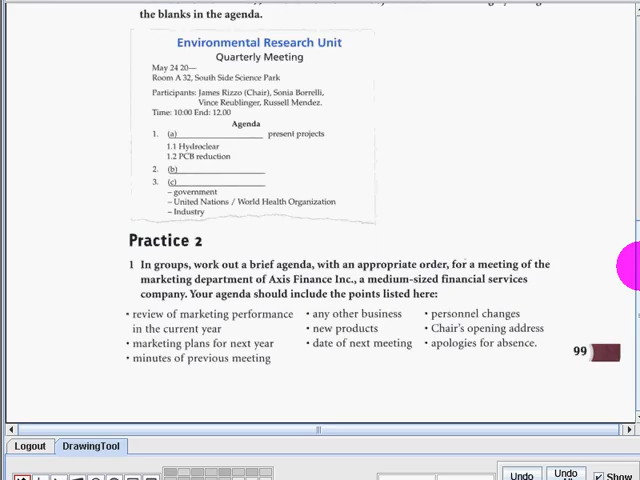 the blanks in the agenda.
Environmental Research Unit
Quarterly Meeting
May 24 20—
Room A 32, South Side Science Park
Participants: James Rizzo (Chair), Sonia Borrelli,
Vince Reublinger, Russell Mendez.
Time: 10:00 End: 12.00
Agenda
1. (a) present projects
1.1 Hydroclear
1.2 PCB reduction
2. (b)
3. (c)
– government
– United Nations / World Health Organization
– Industry
Practice 2
1 In groups, work out a brief agenda, with an appropriate order, for a meeting of the
marketing department of Axis Finance Inc., a medium-sized financial services
company. Your agenda should include the points listed here:
• review of marketing performance
in the current year
• marketing plans for next year
• minutes of previous meeting
• any other business
• new products
• date of next meeting
• personnel changes
• Chair's opening address
• apologies for absence.
99
Logout DrawingTool
Undo Undo Show